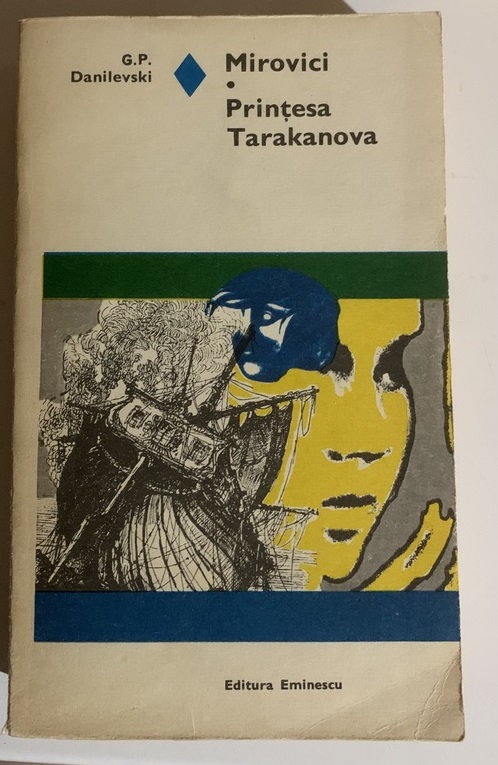 G.P.
Danilevski
Mirovici
•
Prințesa
Tarakanova
Editura Eminescu